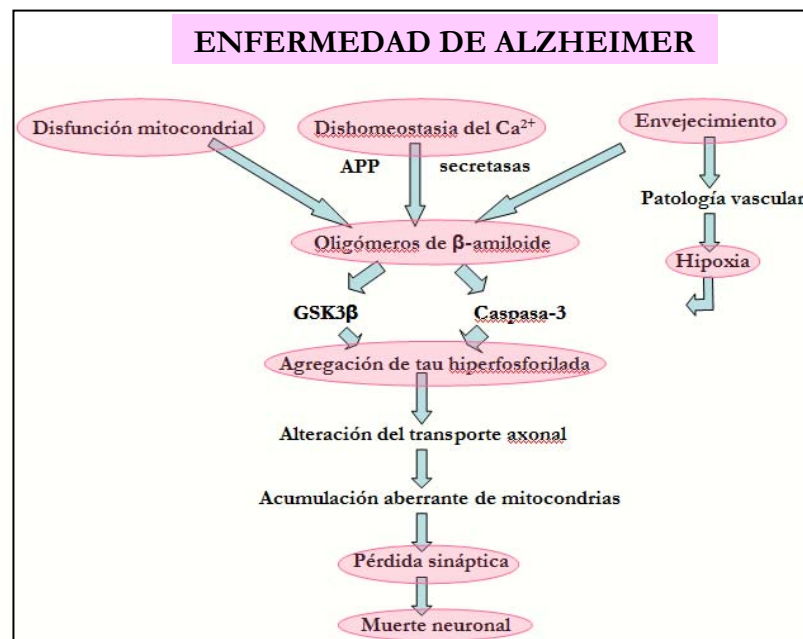 ENFERMEDAD DE ALZHEIMER
Disfunción mitocondrial
Dishomeostasia del Ca²⁺
Envejecimiento
APP secretasas
Patología vascular
Oligómeros de β-amiloide
Hipoxia
GSK3β
Caspasa-3
Agregación de tau hiperfosforilada
Alteración del transporte axonal
Acumulación aberrante de mitocondrias
Pérdida sináptica
Muerte neuronal